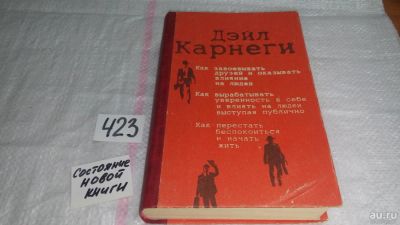 Дэйл
Карнеги
Как завоевывать
друзей и оказывать
влияние
на людей
Как вырабатывать
уверенность в себе
и влиять на людей,
выступая публично
Как перестать
беспокоиться
и начать
жить
423
Состояние
новой
книги
au.ru